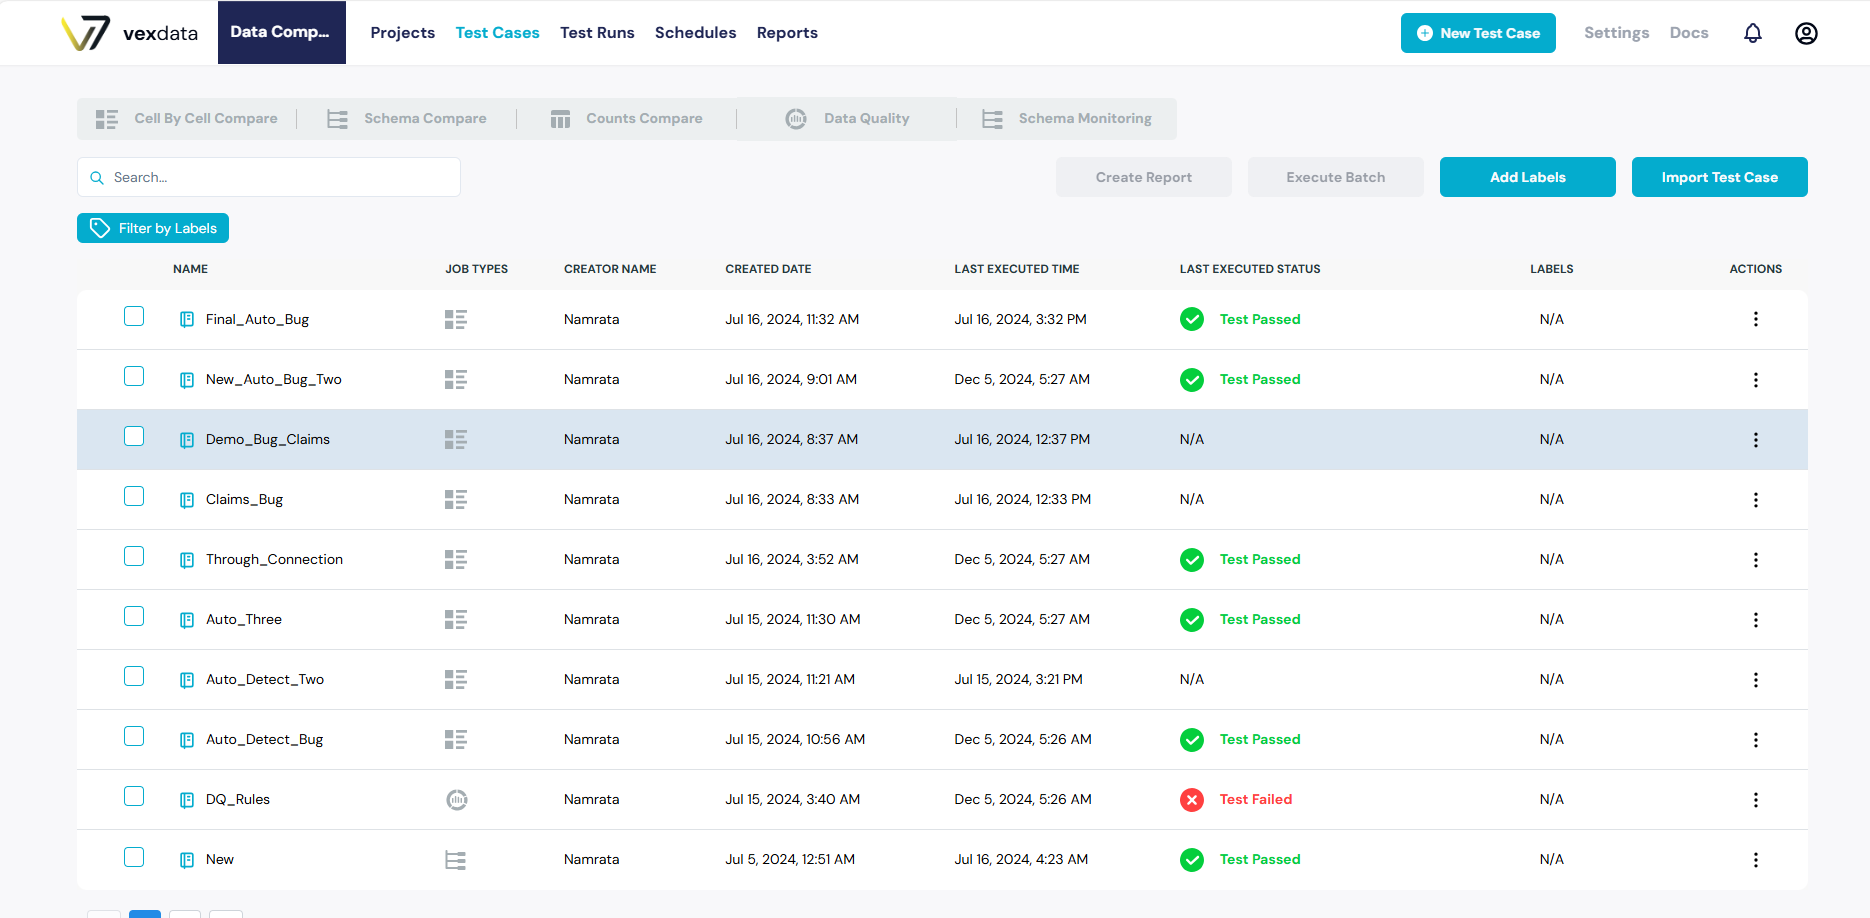 vexdata Data Comp... Projects Test Cases Test Runs Schedules Reports New Test Case Settings Docs
Cell By Cell Compare Schema Compare Counts Compare Data Quality Schema Monitoring
Search... Create Report Execute Batch Add Labels Import Test Case
Filter by Labels
NAME JOB TYPES CREATOR NAME CREATED DATE LAST EXECUTED TIME LAST EXECUTED STATUS LABELS ACTIONS
Final_Auto_Bug Namrata Jul 16, 2024, 11:32 AM Jul 16, 2024, 3:32 PM Test Passed N/A
New_Auto_Bug_Two Namrata Jul 16, 2024, 9:01 AM Dec 5, 2024, 5:27 AM Test Passed N/A
Demo_Bug_Claims Namrata Jul 16, 2024, 8:37 AM Jul 16, 2024, 12:37 PM N/A N/A
Claims_Bug Namrata Jul 16, 2024, 8:33 AM Jul 16, 2024, 12:33 PM N/A N/A
Through_Connection Namrata Jul 16, 2024, 3:52 AM Dec 5, 2024, 5:27 AM Test Passed N/A
Auto_Three Namrata Jul 15, 2024, 11:30 AM Dec 5, 2024, 5:27 AM Test Passed N/A
Auto_Detect_Two Namrata Jul 15, 2024, 11:21 AM Jul 15, 2024, 3:21 PM N/A N/A
Auto_Detect_Bug Namrata Jul 15, 2024, 10:56 AM Dec 5, 2024, 5:26 AM Test Passed N/A
DQ_Rules Namrata Jul 15, 2024, 3:40 AM Dec 5, 2024, 5:26 AM Test Failed N/A
New Namrata Jul 5, 2024, 12:51 AM Jul 16, 2024, 4:23 AM Test Passed N/A